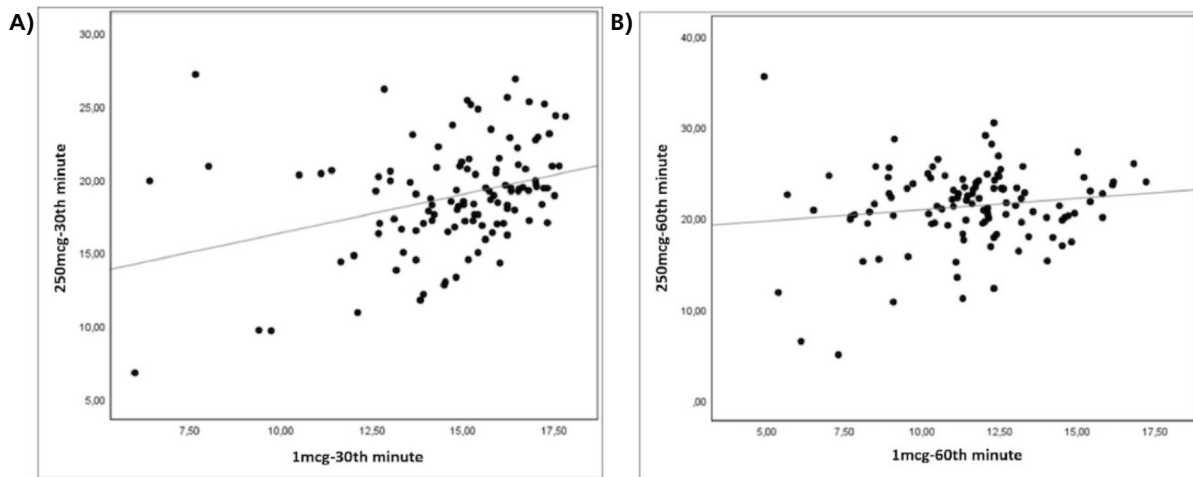 A)
30,00
25,00
20,00
15,00
10,00
5,00
250mcg-30th minute
7,50 10,00 12,50 15,00 17,50
1mcg-30th minute
B)
40,00
30,00
20,00
10,00
,00
250mcg-60th minute
5,00 7,50 10,00 12,50 15,00 17,50
1mcg-60th minute